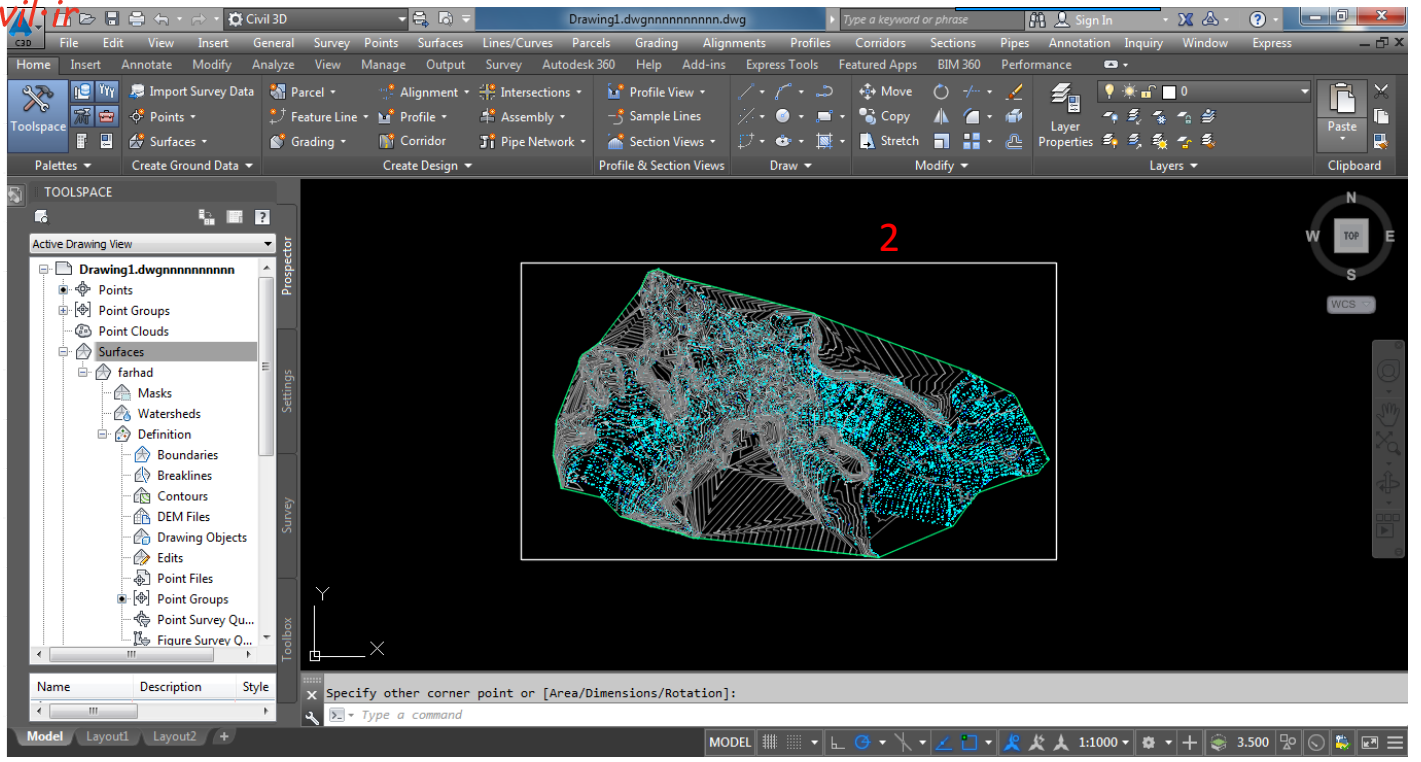 vil.ir
Civil 3D
Drawing1.dwgnnnnnnnnnn.dwg
Type a keyword or phrase
Sign In
C3D File Edit View Insert General Survey Points Surfaces Lines/Curves Parcels Grading Alignments Profiles Corridors Sections Pipes Annotation Inquiry Window Express
Home Insert Annotate Modify Analyze View Manage Output Survey Autodesk 360 Help Add-ins Express Tools Featured Apps BIM 360 Performance
Toolspace
Import Survey Data
Points
Surfaces
Parcel
Feature Line
Grading
Alignment
Profile
Corridor
Intersections
Assembly
Pipe Network
Profile View
Sample Lines
Section Views
Move
Copy
Stretch
Layer
Properties
0
Paste
Palettes Create Ground Data Create Design Profile & Section Views Draw Modify Layers Clipboard
TOOLSPACE
?
Active Drawing View
Drawing1.dwgnnnnnnnnnn
Points
Point Groups
Point Clouds
Surfaces
farhad
Masks
Watersheds
Definition
Boundaries
Breaklines
Contours
DEM Files
Drawing Objects
Edits
Point Files
Point Groups
Point Survey Qu...
Figure Survey Q...
Name Description Style
Prospector
Settings
Survey
Toolbox
2
N
W TOP E
S
WCS
Y
X
Specify other corner point or [Area/Dimensions/Rotation]:
Type a command
Model Layout1 Layout2 +
MODEL 1:1000 3.500